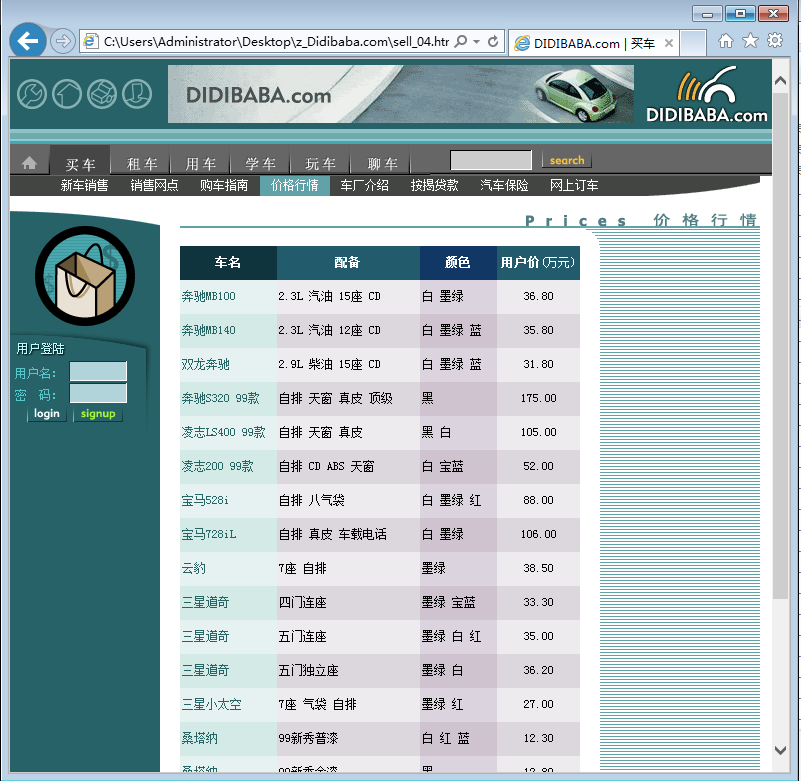 C:\Users\Administrator\Desktop\z_Didibaba.com\sell_04.htr
DIDIBABA.com | 买车
DIDIBABA.com
DIDIBABA.com
买车 租车 用车 学车 玩车 聊车 search
新车销售 销售网点 购车指南 价格行情 车厂介绍 按揭贷款 汽车保险 网上订车
Prices 价格行情
用户登陆
用户名:
密 码:
login signup
车名 配备 颜色 用户价(万元)
奔驰MB100 2.3L 汽油 15座 CD 白 墨绿 36.80
奔驰MB140 2.3L 汽油 12座 CD 白 墨绿 蓝 35.80
双龙奔驰 2.9L 柴油 15座 CD 白 墨绿 蓝 31.80
奔驰S320 99款 自排 天窗 真皮 顶级 黑 175.00
凌志LS400 99款 自排 天窗 真皮 黑 白 105.00
凌志200 99款 自排 CD ABS 天窗 白 宝蓝 52.00
宝马528i 自排 八气袋 白 墨绿 红 88.00
宝马728iL 自排 真皮 车载电话 白 墨绿 106.00
云豹 7座 自排 墨绿 38.50
三星道奇 四门连座 墨绿 宝蓝 33.30
三星道奇 五门连座 墨绿 白 红 35.00
三星道奇 五门独立座 墨绿 白 36.20
三星小太空 7座 气袋 自排 墨绿 红 27.00
桑塔纳 99新秀普漆 白 红 蓝 12.30
桑塔纳 99新秀金漆 黑 12.80